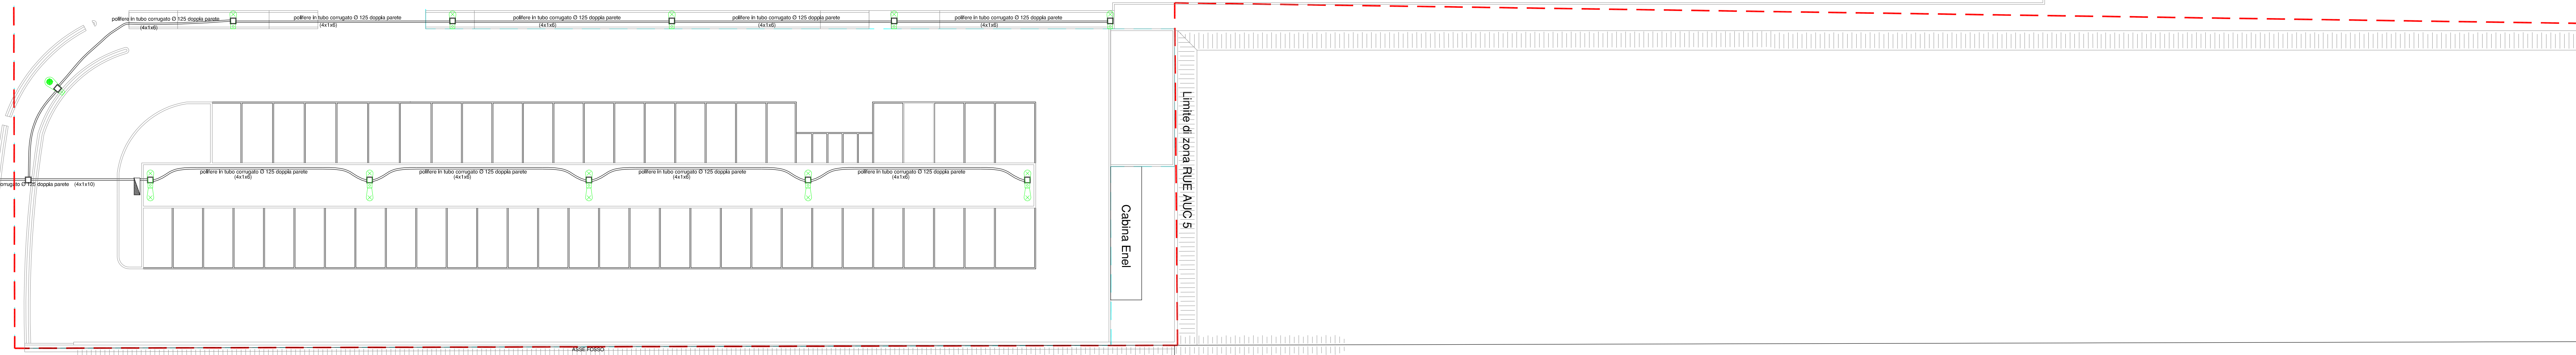 polifere in tubo corrugato Ø 125 doppia parete
(4x1x6)
polifere in tubo corrugato Ø 125 doppia parete
(4x1x6)
polifere in tubo corrugato Ø 125 doppia parete
(4x1x6)
polifere in tubo corrugato Ø 125 doppia parete
(4x1x6)
polifere in tubo corrugato Ø 125 doppia parete
(4x1x6)
orrugato Ø 125 doppia parete (4x1x10)
polifere in tubo corrugato Ø 125 doppia parete
(4x1x6)
polifere in tubo corrugato Ø 125 doppia parete
(4x1x6)
polifere in tubo corrugato Ø 125 doppia parete
(4x1x6)
polifere in tubo corrugato Ø 125 doppia parete
(4x1x6)
Cabina Enel
Limite di zona RUE AUC 5
ASSE FOSSO